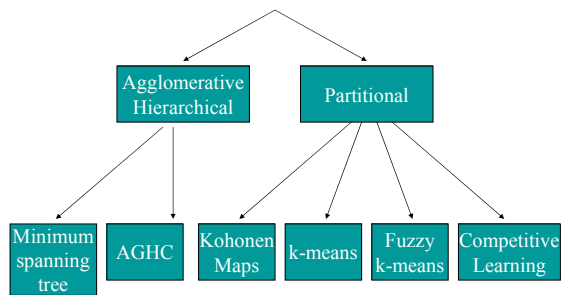 Agglomerative
Hierarchical
Partitional
Minimum
spanning
tree
AGHC
Kohonen
Maps
k-means
Fuzzy
k-means
Competitive
Learning